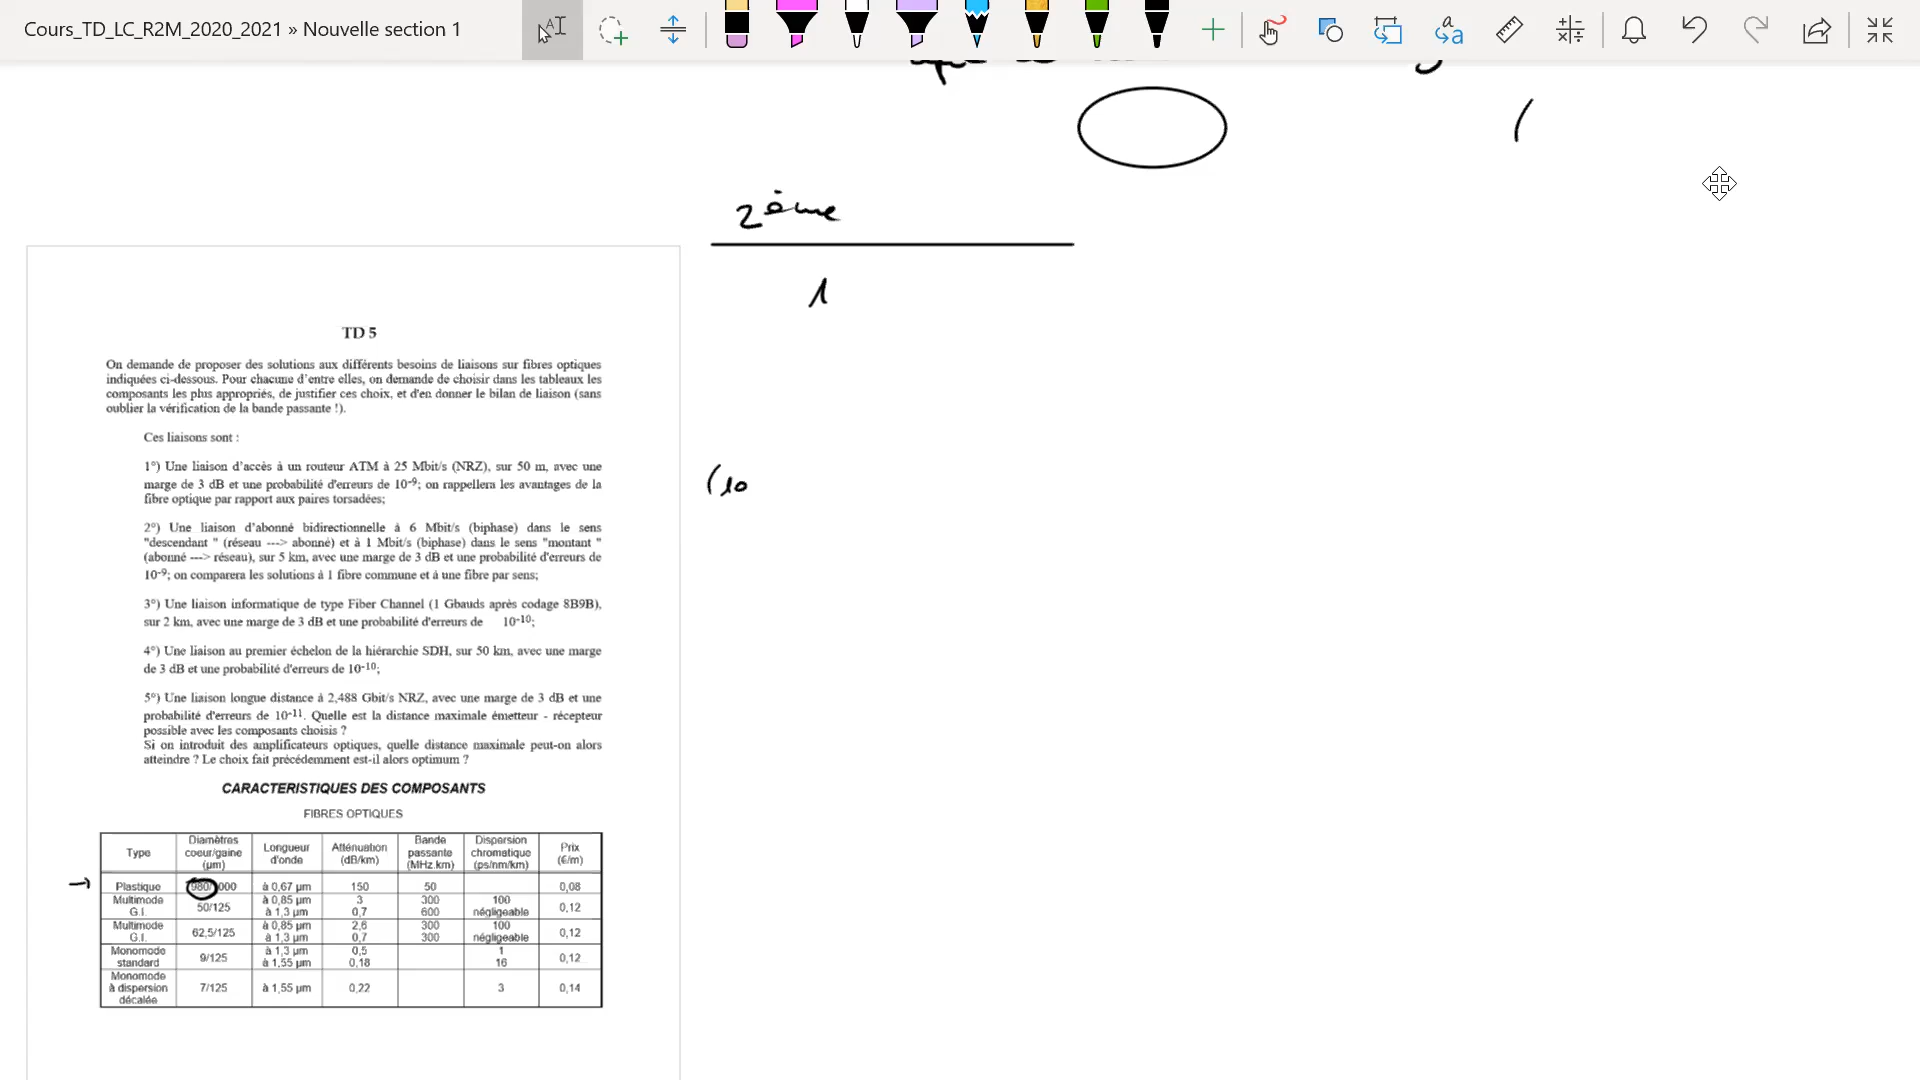 Cours_TD_LC_R2M_2020_2021 » Nouvelle section 1
2ème
1
(10
TD 5
On demande de proposer des solutions aux différents besoins de liaisons sur fibres optiques
indiquées ci-dessous. Pour chacune d'entre elles, on demande de choisir dans les tableaux les
composants les plus appropriés, de justifier ces choix, et d'en donner le bilan de liaison (sans
oublier la vérification de la bande passante !).
Ces liaisons sont :
1°) Une liaison d'accès à un routeur ATM à 25 Mbit/s (NRZ), sur 50 m, avec une
marge de 3 dB et une probabilité d'erreurs de 10-9; on rappellera les avantages de la
fibre optique par rapport aux paires torsadées;
2°) Une liaison d'abonné bidirectionnelle à 6 Mbit/s (biphase) dans le sens
"descendant " (réseau ---> abonné) et à 1 Mbit/s (biphase) dans le sens "montant "
(abonné ---> réseau), sur 5 km, avec une marge de 3 dB et une probabilité d'erreurs de
10-9; on comparera les solutions à 1 fibre commune et à une fibre par sens;
3°) Une liaison informatique de type Fiber Channel (1 Gbauds après codage 8B9B),
sur 2 km, avec une marge de 3 dB et une probabilité d'erreurs de 10-10;
4°) Une liaison au premier échelon de la hiérarchie SDH, sur 50 km, avec une marge
de 3 dB et une probabilité d'erreurs de 10-10;
5°) Une liaison longue distance à 2,488 Gbit/s NRZ, avec une marge de 3 dB et une
probabilité d'erreurs de 10-11. Quelle est la distance maximale émetteur - récepteur
possible avec les composants choisis ?
Si on introduit des amplificateurs optiques, quelle distance maximale peut-on alors
atteindre ? Le choix fait précédemment est-il alors optimum ?
CARACTERISTIQUES DES COMPOSANTS
FIBRES OPTIQUES
Type Diamètres coeur/gaine (µm) Longueur d'onde Atténuation (dB/km) Bande passante (MHz.km) Dispersion chromatique (ps/nm/km) Prix (€/m)
Plastique 980/1000 à 0,67 µm 150 50 0,08
Multimode G.I. 50/125 à 0,85 µm 3 300 100 0,12
à 1,3 µm 0,7 600 négligeable
Multimode G.I. 62,5/125 à 0,85 µm 2,6 300 100 0,12
à 1,3 µm 0,7 300 négligeable
Monomode standard 9/125 à 1,3 µm 0,5 1 0,12
à 1,55 µm 0,18 16
Monomode à dispersion décalée 7/125 à 1,55 µm 0,22 3 0,14